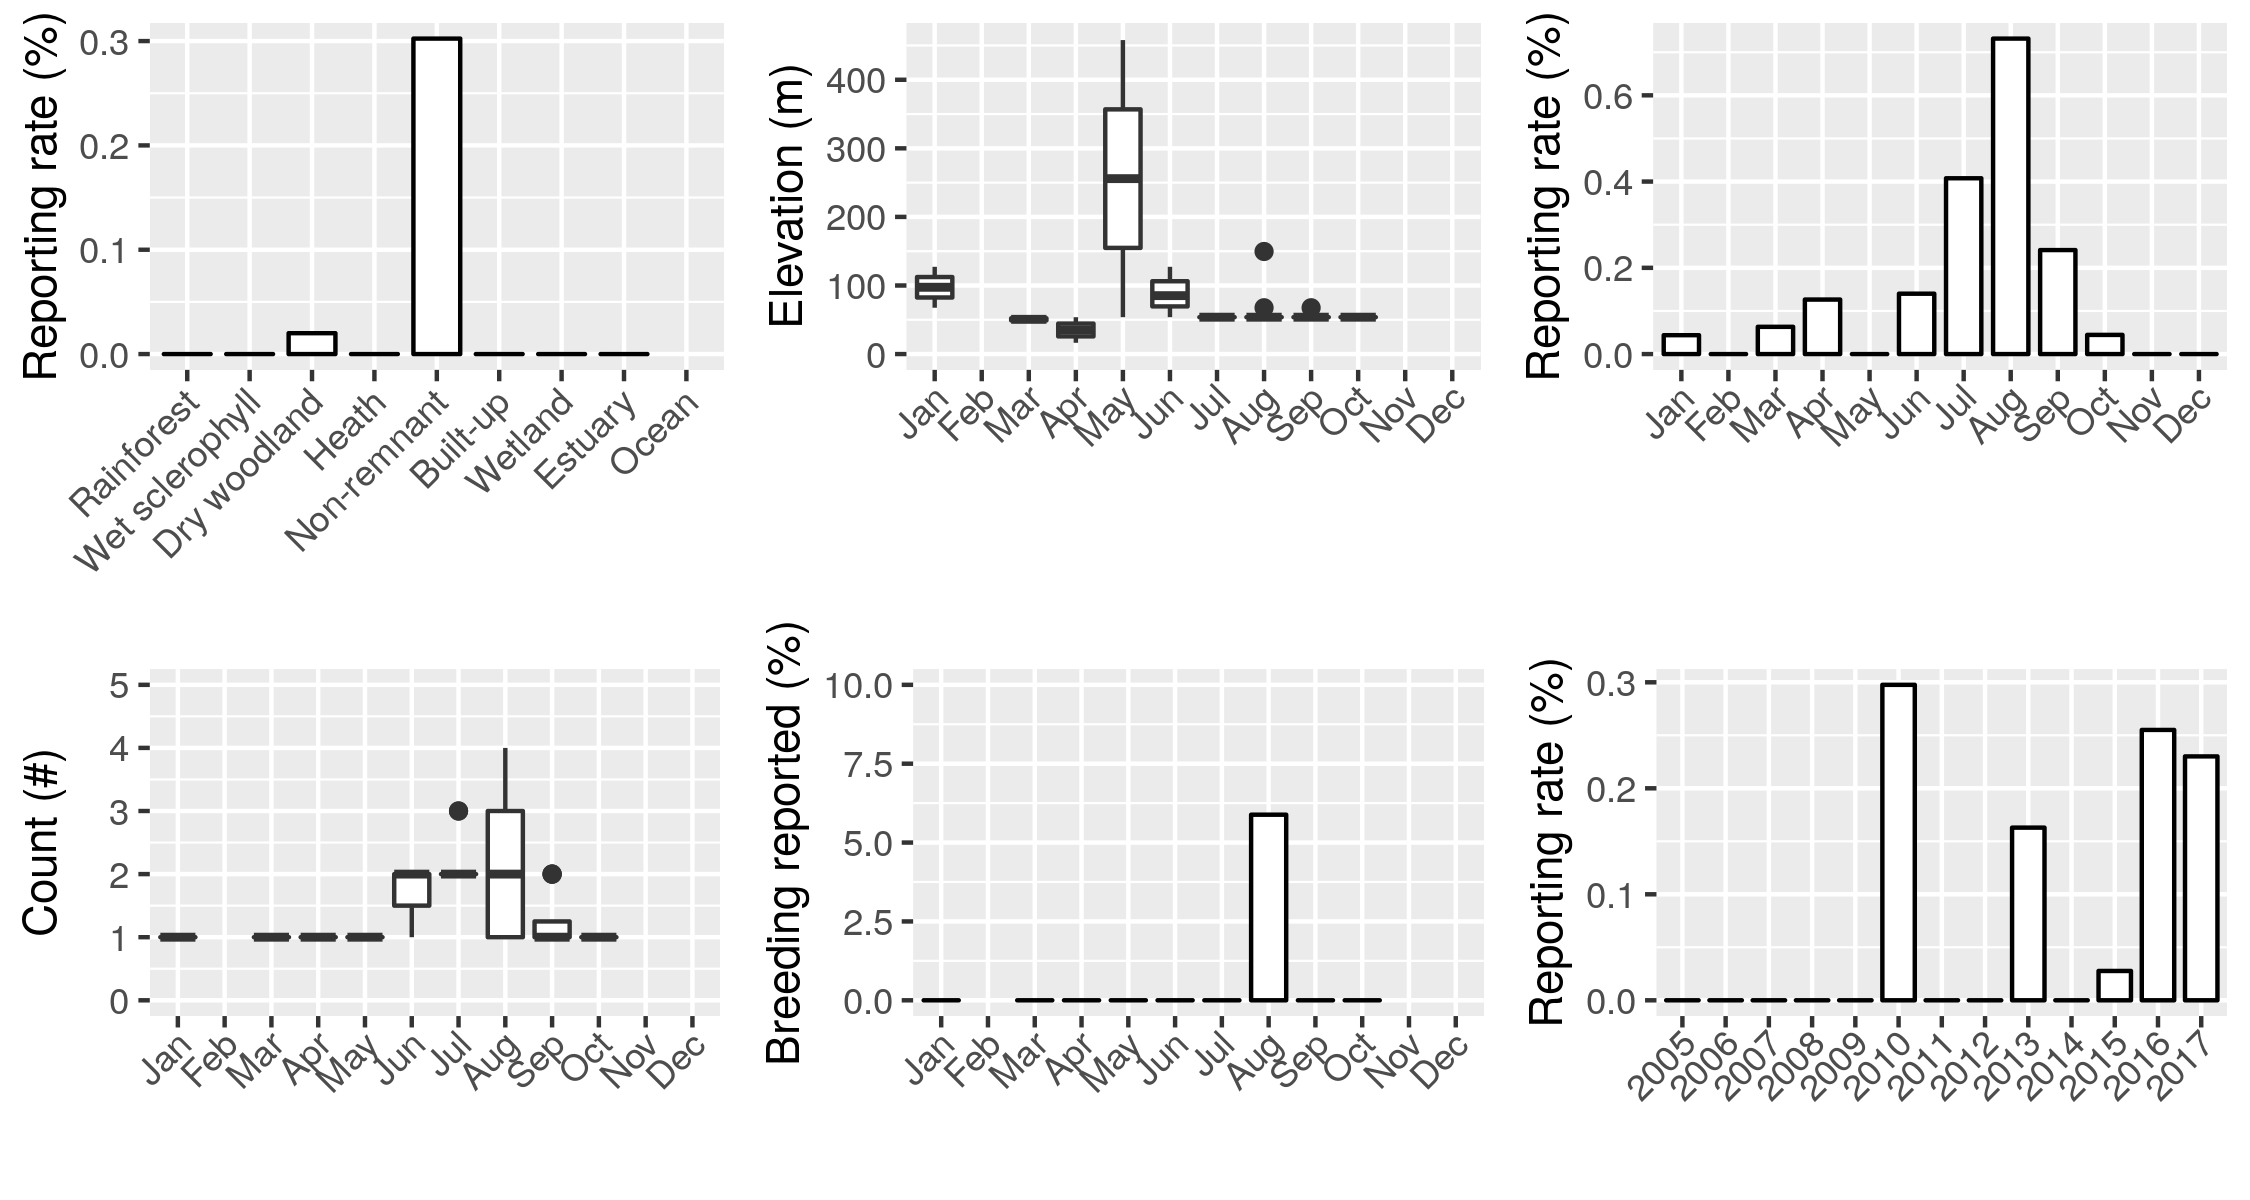 Reporting rate (%)
0.3
0.2
0.1
0.0
Rainforest
Wet sclerophyll
Dry woodland
Heath
Non-remnant
Built-up
Wetland
Estuary
Ocean
Elevation (m)
400
300
200
100
0
Jan
Feb
Mar
Apr
May
Jun
Jul
Aug
Sep
Oct
Nov
Dec
Reporting rate (%)
0.6
0.4
0.2
0.0
Jan
Feb
Mar
Apr
May
Jun
Jul
Aug
Sep
Oct
Nov
Dec
Count (#)
5
4
3
2
1
0
Jan
Feb
Mar
Apr
May
Jun
Jul
Aug
Sep
Oct
Nov
Dec
Breeding reported (%)
10.0
7.5
5.0
2.5
0.0
Jan
Feb
Mar
Apr
May
Jun
Jul
Aug
Sep
Oct
Nov
Dec
Reporting rate (%)
0.3
0.2
0.1
0.0
2005
2006
2007
2008
2009
2010
2011
2012
2013
2014
2015
2016
2017